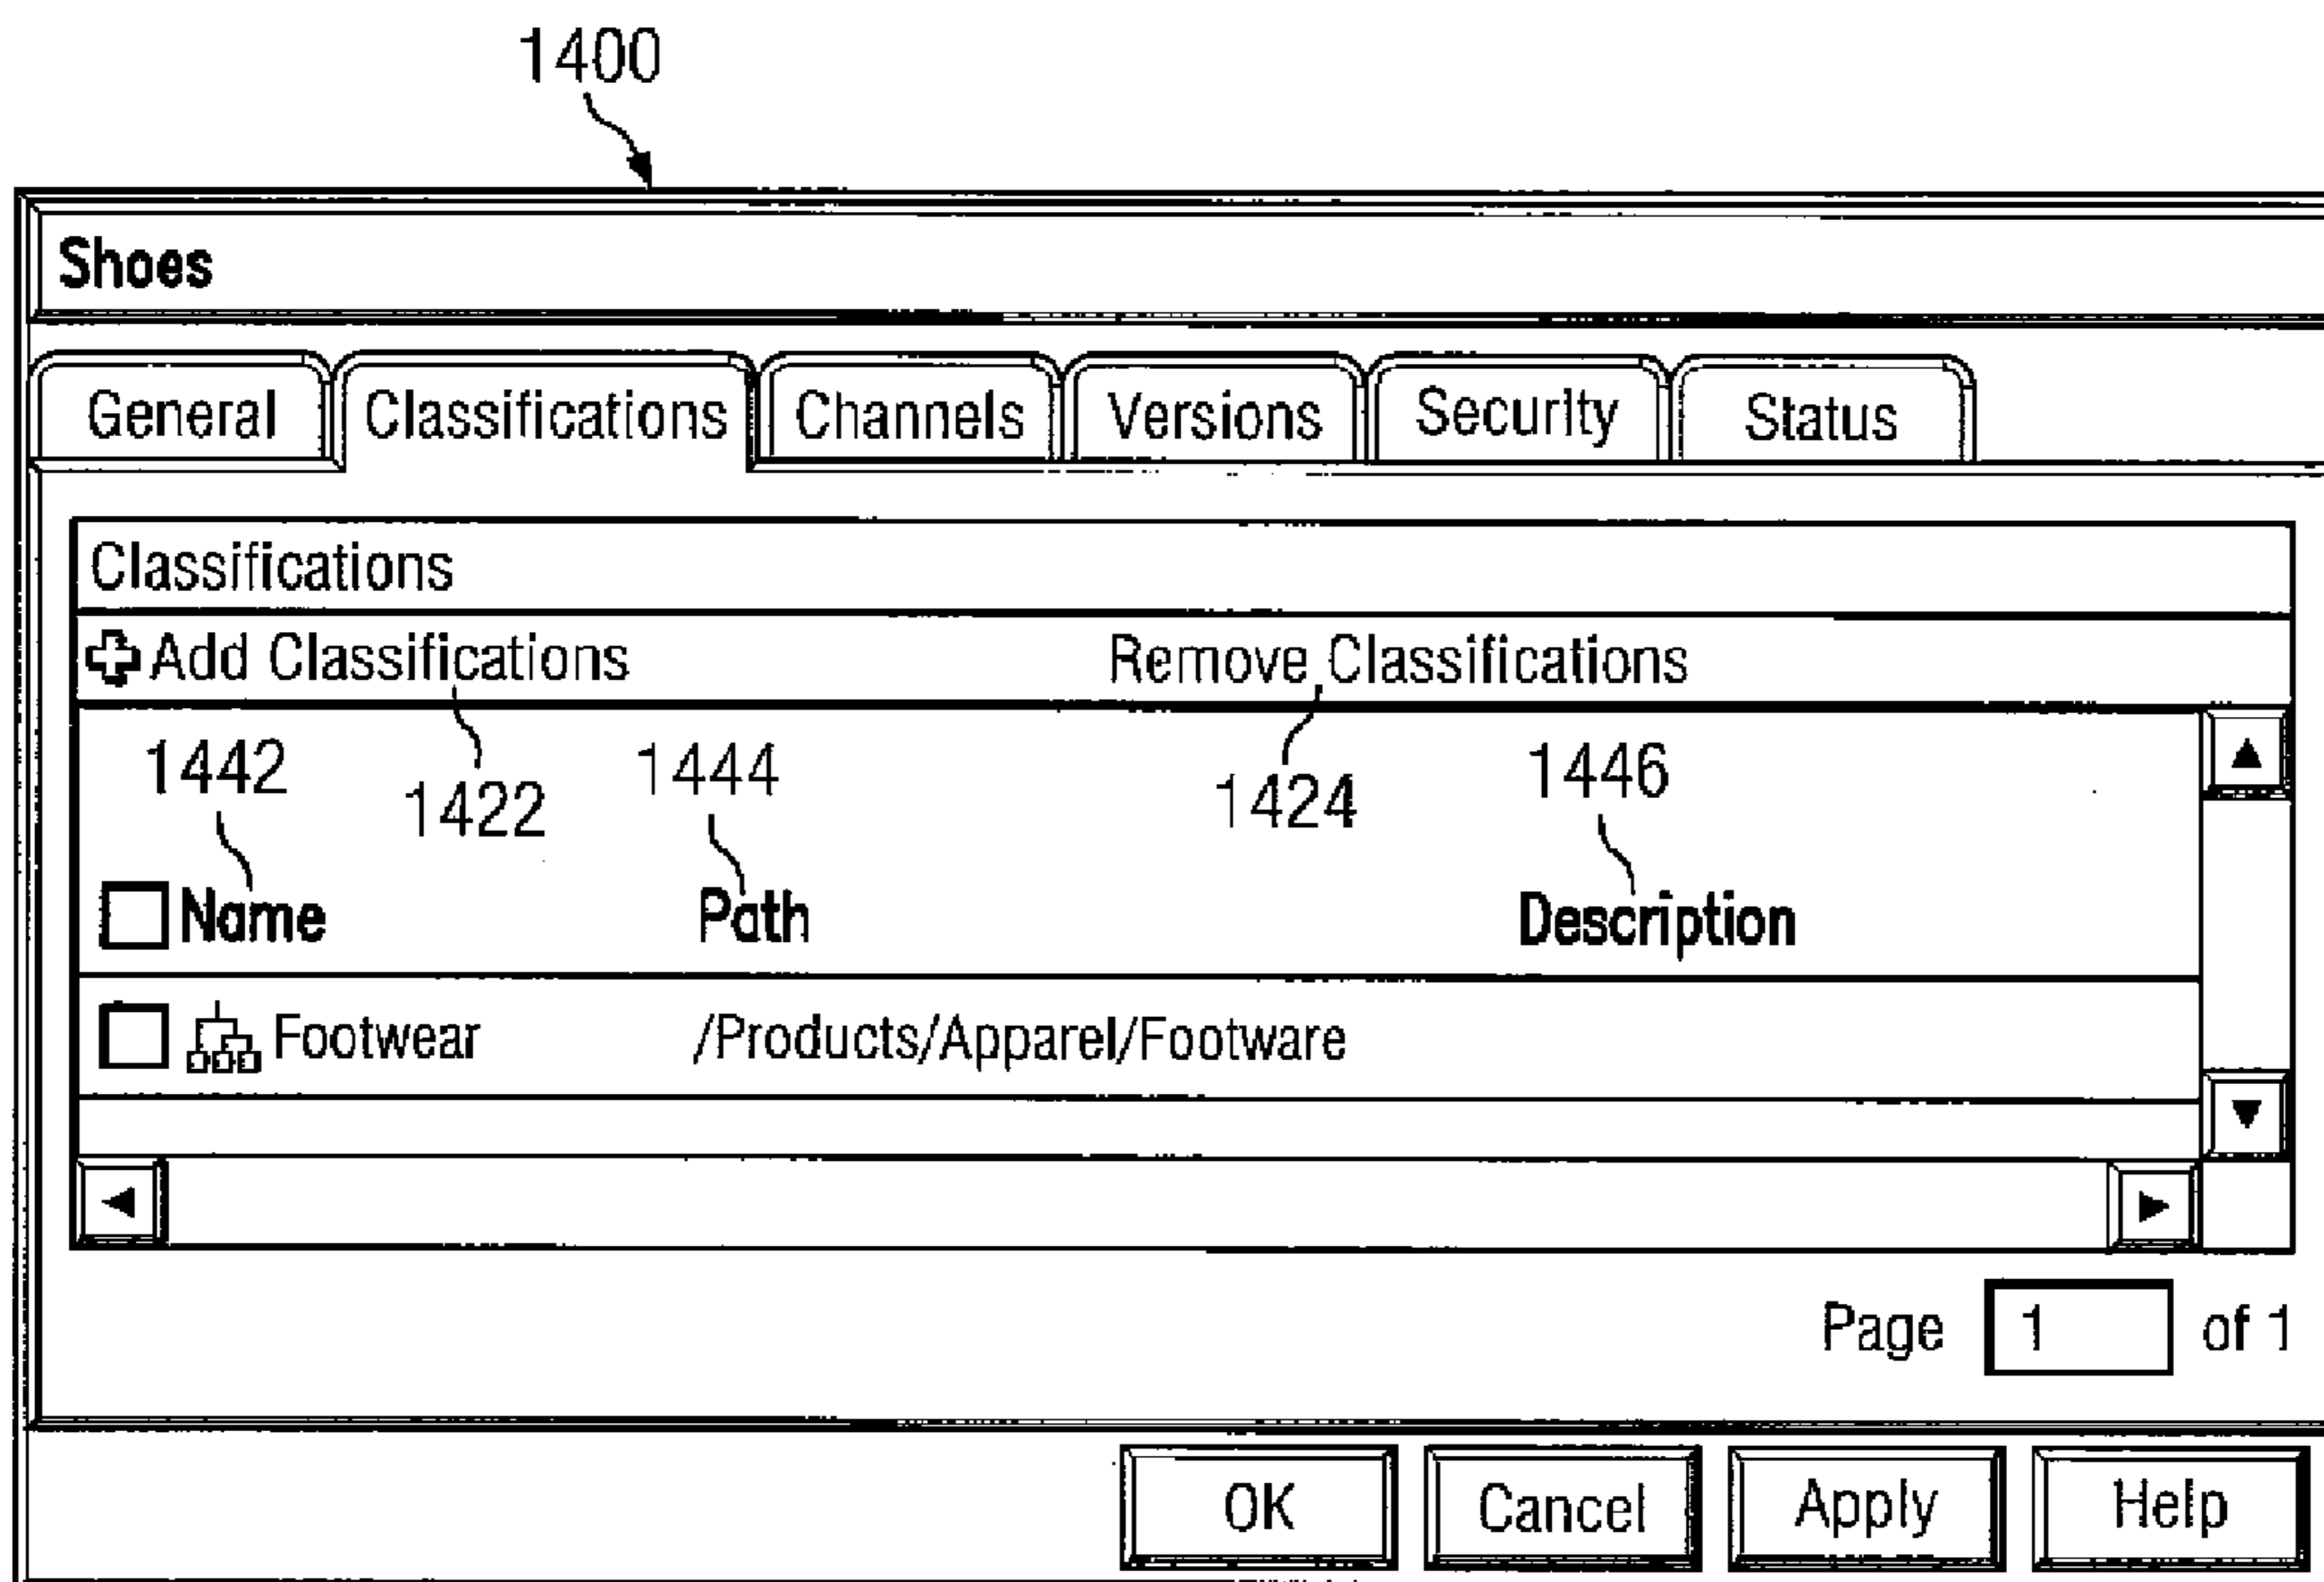 1400
Shoes
General Classifications Channels Versions Security Status
Classifications
Add Classifications Remove Classifications
1442 1422 1444 1424 1446
Name Path Description
Footwear /Products/Apparel/Footware
Page 1 of 1
OK Cancel Apply Help